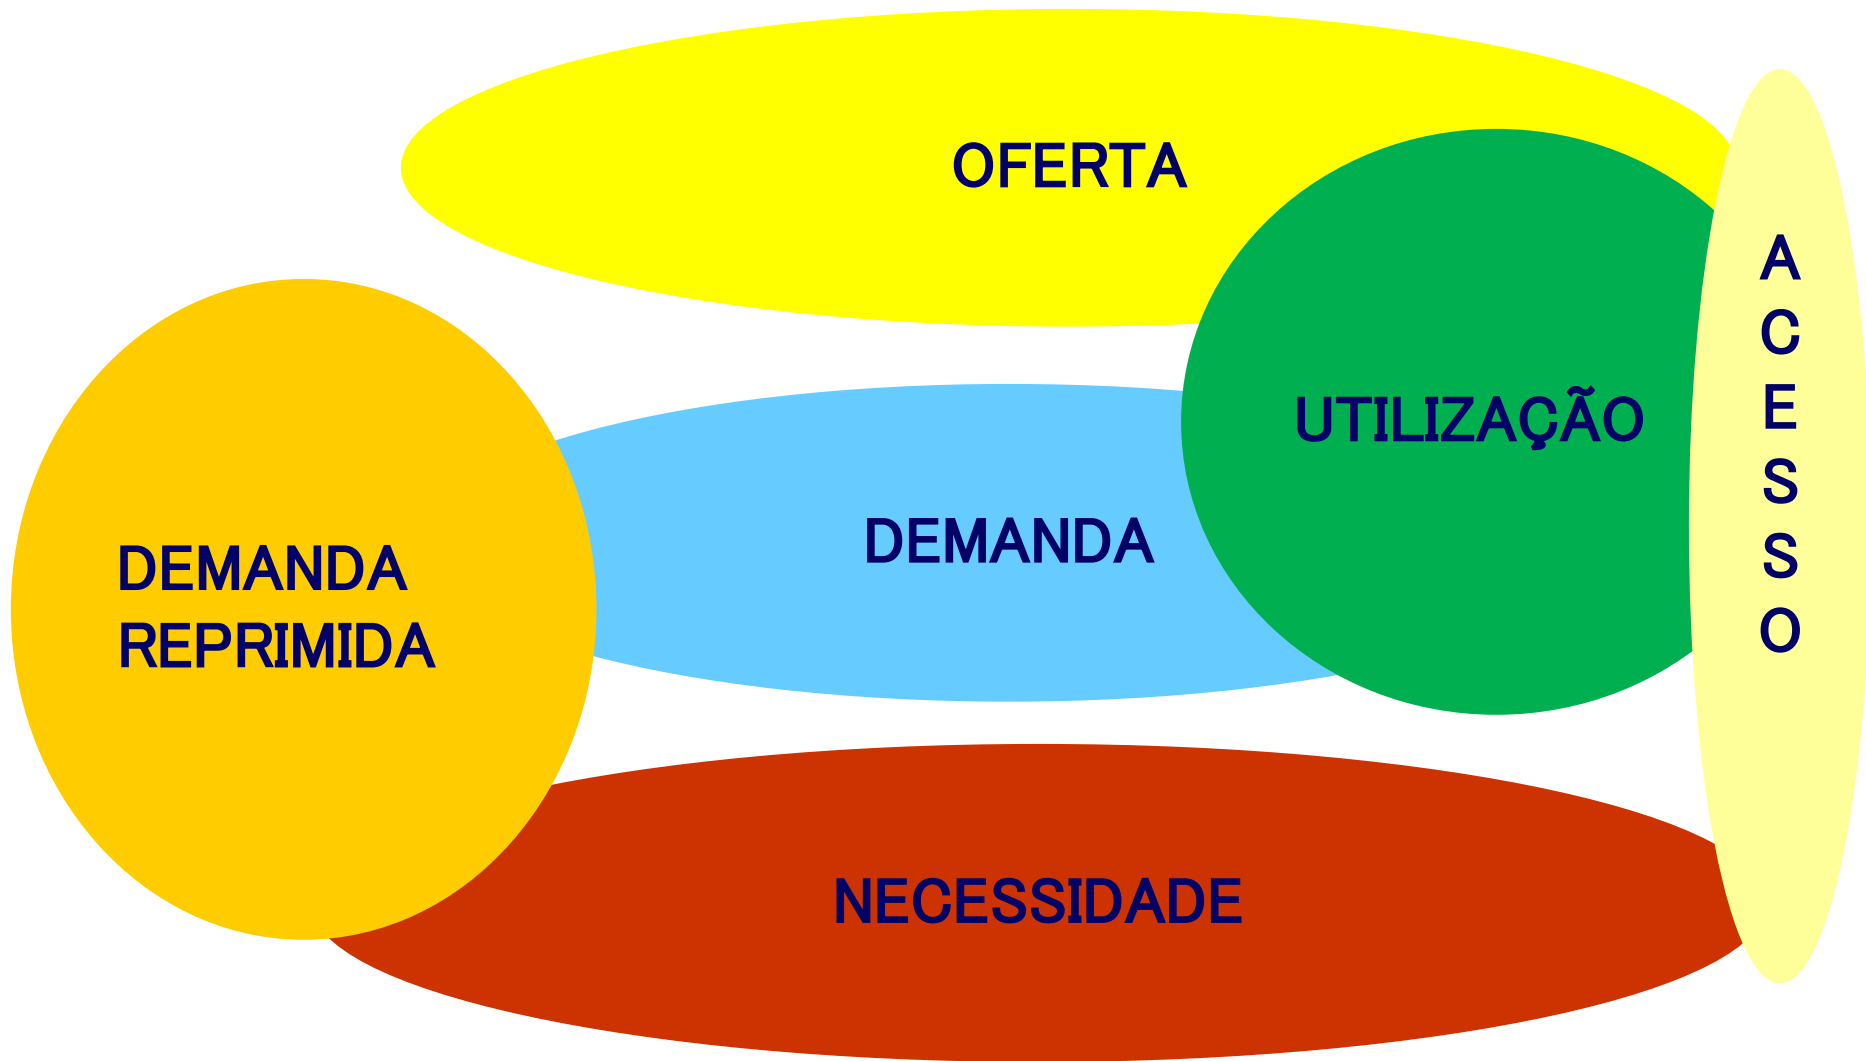 OFERTA
UTILIZAÇÃO
A
C
E
S
S
O
DEMANDA
DEMANDA
REPRIMIDA
NECESSIDADE